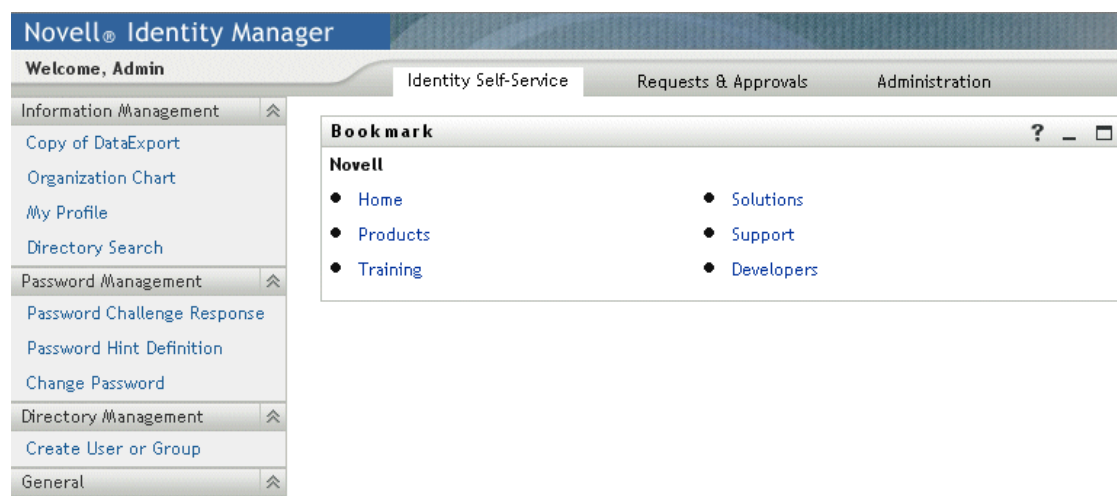 Novell® Identity Manager
Welcome, Admin
Identity Self-Service
Requests & Approvals
Administration
Information Management
Copy of DataExport
Organization Chart
My Profile
Directory Search
Password Management
Password Challenge Response
Password Hint Definition
Change Password
Directory Management
Create User or Group
General
Bookmark
?
Novell
Home
Products
Training
Solutions
Support
Developers